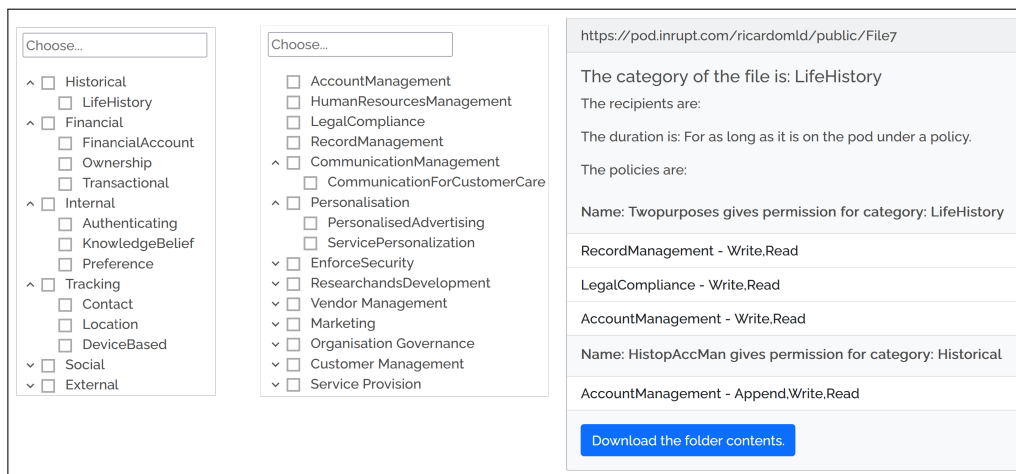 Choose...
Historical
LifeHistory
Financial
FinancialAccount
Ownership
Transactional
Internal
Authenticating
KnowledgeBelief
Preference
Tracking
Contact
Location
DeviceBased
Social
External
Choose...
AccountManagement
HumanResourcesManagement
LegalCompliance
RecordManagement
CommunicationManagement
CommunicationForCustomerCare
Personalisation
PersonalisedAdvertising
ServicePersonalization
EnforceSecurity
ResearchandsDevelopment
Vendor Management
Marketing
Organisation Governance
Customer Management
Service Provision
https://pod.inrupt.com/ricardomld/public/File7
The category of the file is: LifeHistory
The recipients are:
The duration is: For as long as it is on the pod under a policy.
The policies are:
Name: Twopurposes gives permission for category: LifeHistory
RecordManagement - Write,Read
LegalCompliance - Write,Read
AccountManagement - Write,Read
Name: HistopAccMan gives permission for category: Historical
AccountManagement - Append,Write,Read
Download the folder contents.